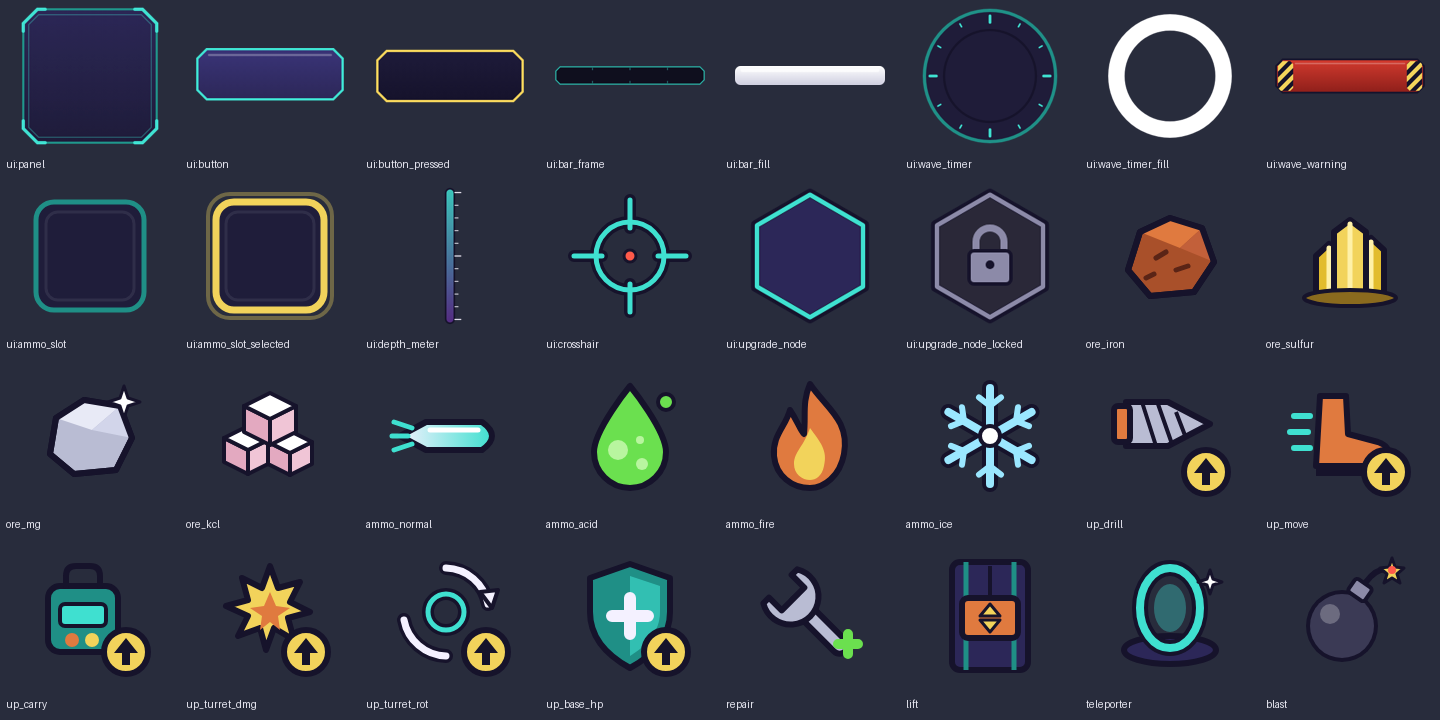 ui:panel
ui:button
ui:button_pressed
ui:bar_frame
ui:bar_fill
ui:wave_timer
ui:wave_timer_fill
ui:wave_warning
ui:ammo_slot
ui:ammo_slot_selected
ui:depth_meter
ui:crosshair
ui:upgrade_node
ui:upgrade_node_locked
ore_iron
ore_sulfur
ore_mg
ore_kcl
ammo_normal
ammo_acid
ammo_fire
ammo_ice
up_drill
up_move
up_carry
up_turret_dmg
up_turret_rot
up_base_hp
repair
lift
teleporter
blast